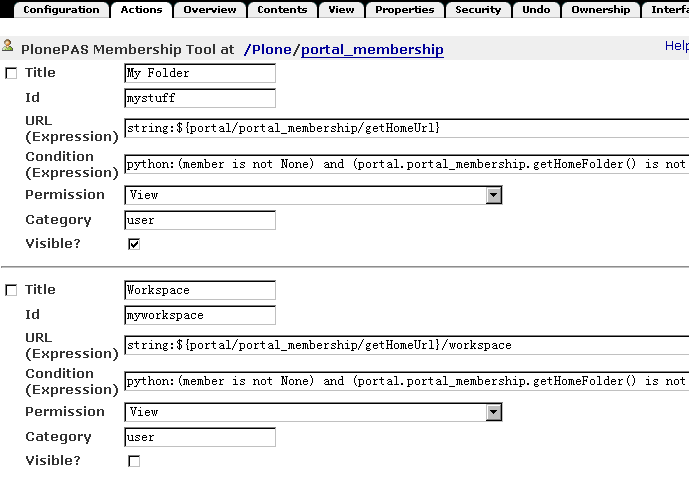 Configuration Actions Overview Contents View Properties Security Undo Ownership Interfa
PlonePAS Membership Tool at /Plone/portal_membership Help
Title My Folder
Id mystuff
URL
(Expression) string:${portal/portal_membership/getHomeUrl}
Condition
(Expression) python:(member is not None) and (portal.portal_membership.getHomeFolder() is not
Permission View
Category user
Visible?
Title Workspace
Id myworkspace
URL
(Expression) string:${portal/portal_membership/getHomeUrl}/workspace
Condition
(Expression) python:(member is not None) and (portal.portal_membership.getHomeFolder() is not
Permission View
Category user
Visible?